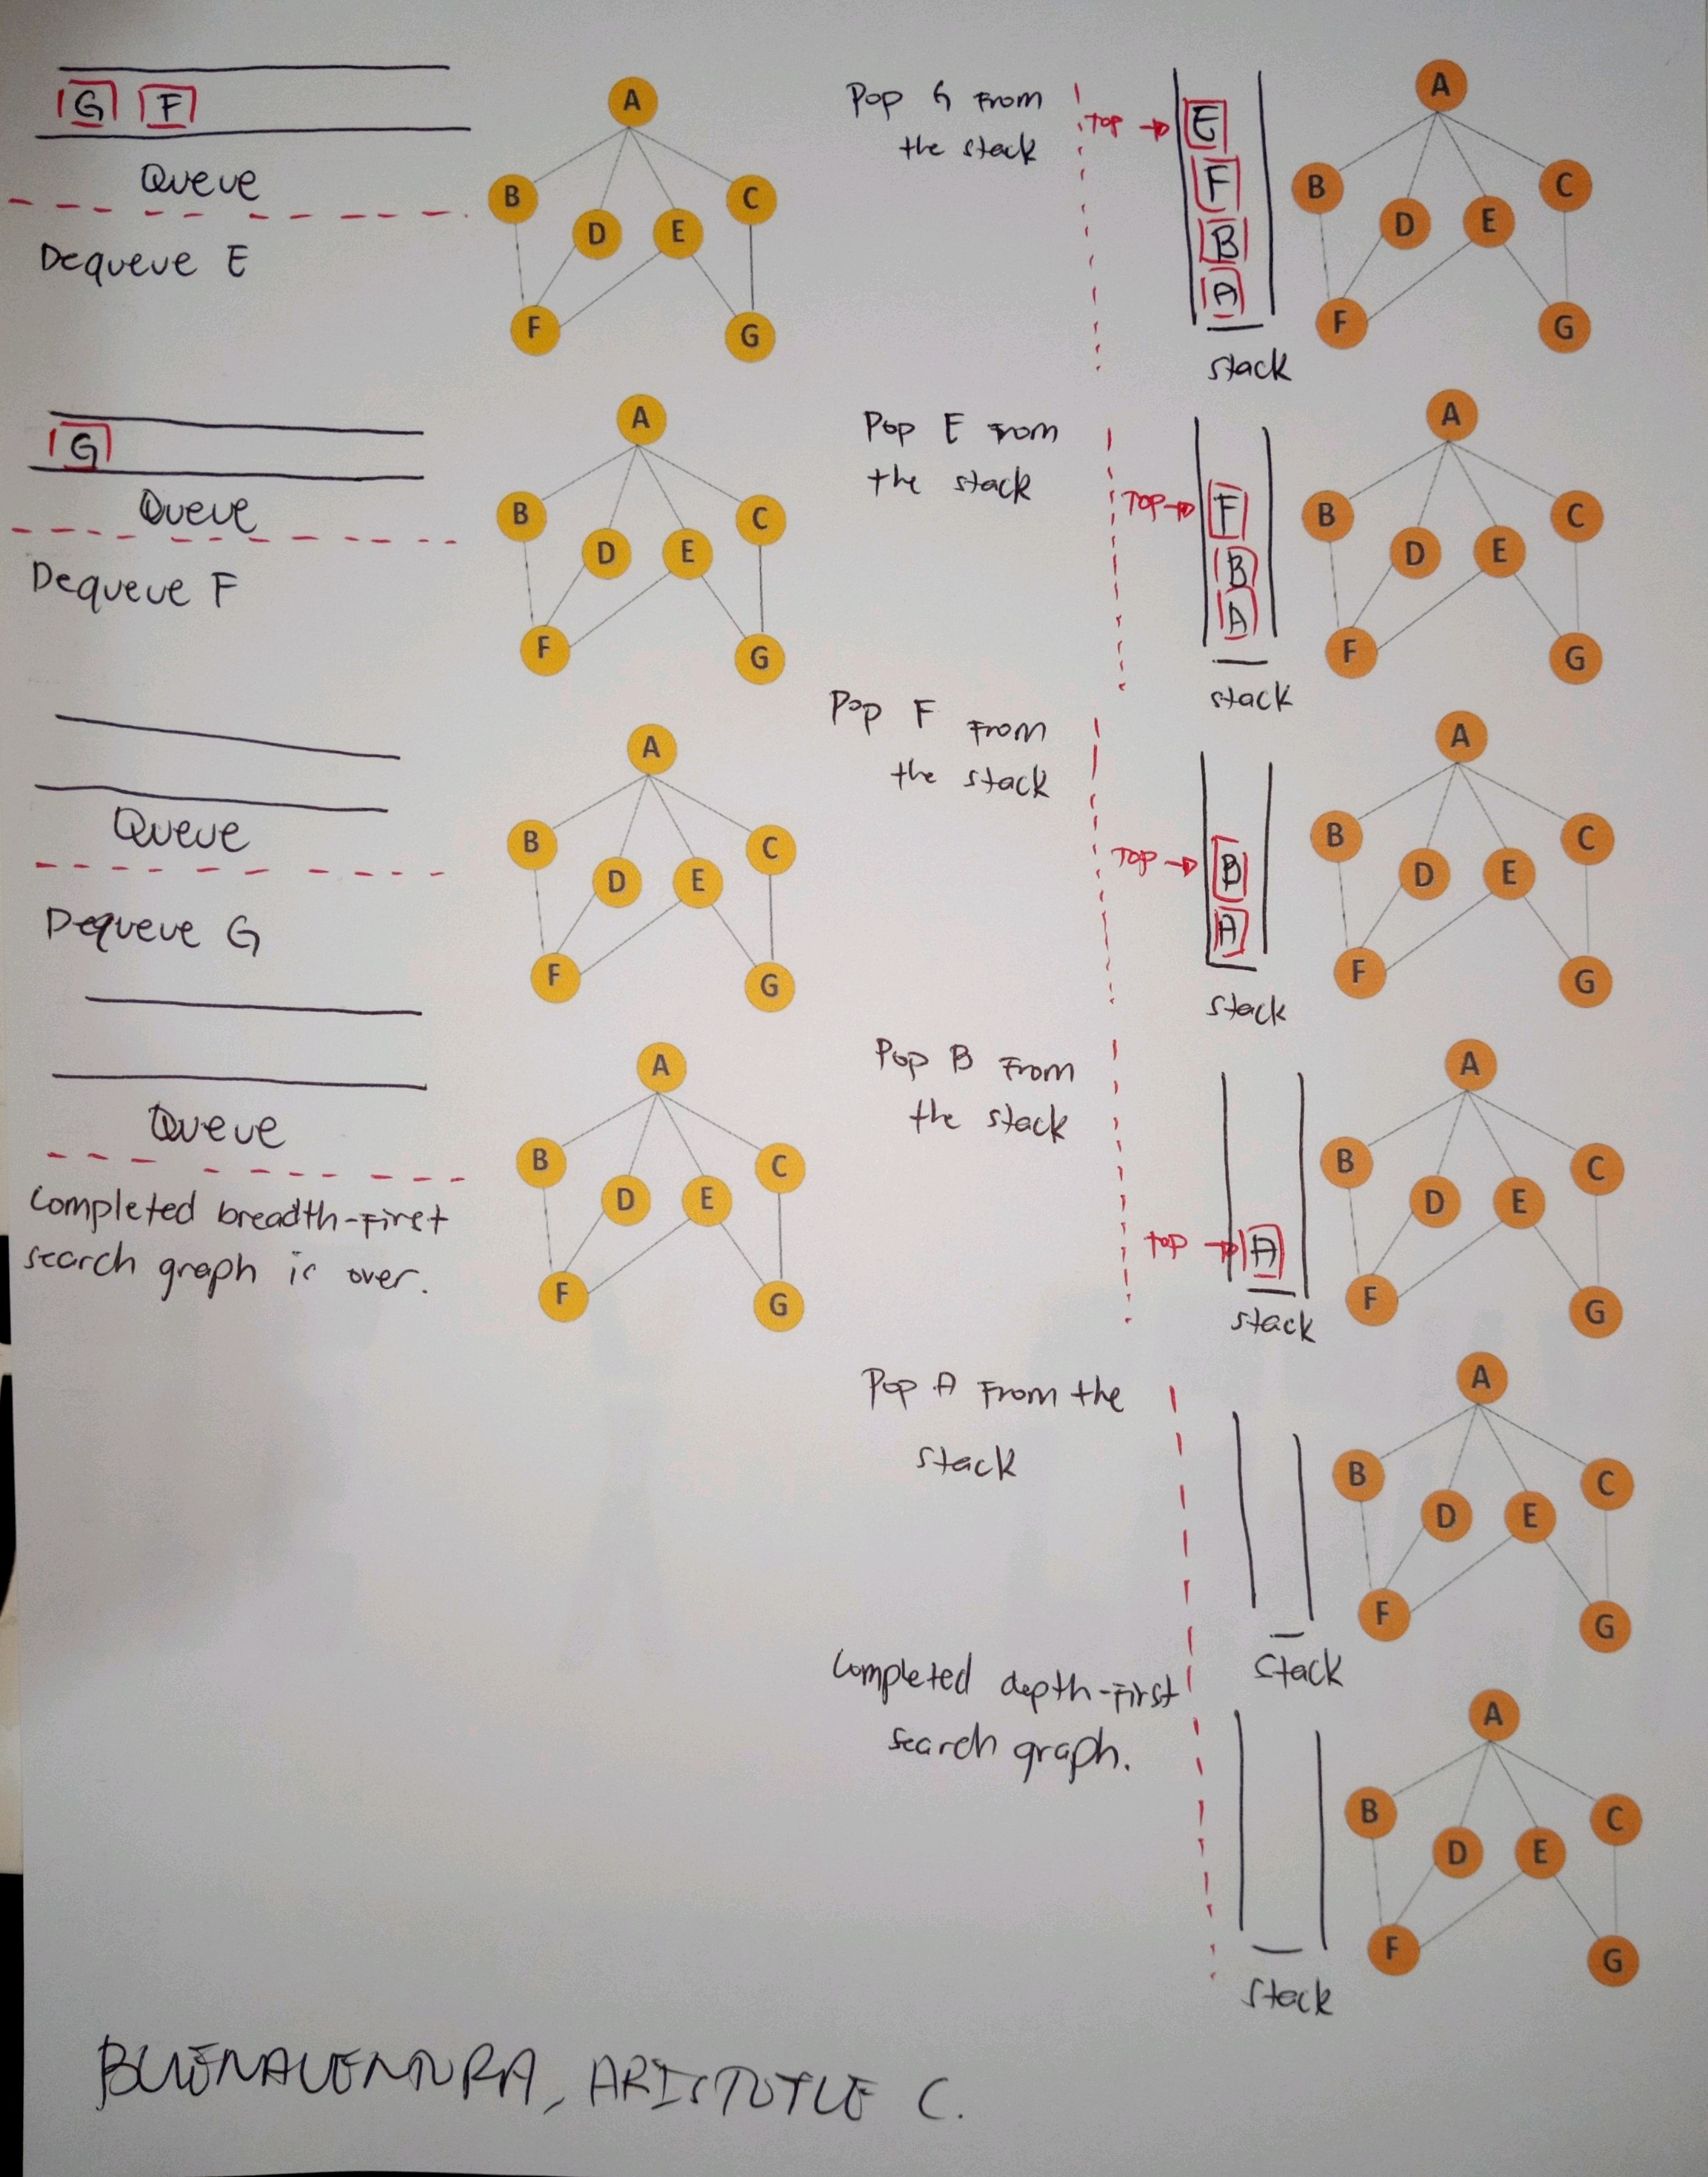 G F
Queue
Dequeue E
A
B
C
D
E
F
G
Pop G From
the stack
TOP
E
F
B
A
stack
A
B
C
D
E
F
G
G
Queue
Dequeue F
A
B
C
D
E
F
G
Pop E From
the stack
TOP
F
B
A
stack
A
B
C
D
E
F
G
Queue
Dequeue G
A
B
C
D
E
F
G
Pop F From
the stack
TOP
B
A
stack
A
B
C
D
E
F
G
Queue
Completed breadth-First
search graph is over.
A
B
C
D
E
F
G
Pop B From
the stack
TOP
A
stack
A
B
C
D
E
F
G
Pop A From the
stack
Stack
A
B
C
D
E
F
G
Completed depth-First
search graph.
stack
A
B
C
D
E
F
G
BUENAVENTURA, ARISTOTLE C.